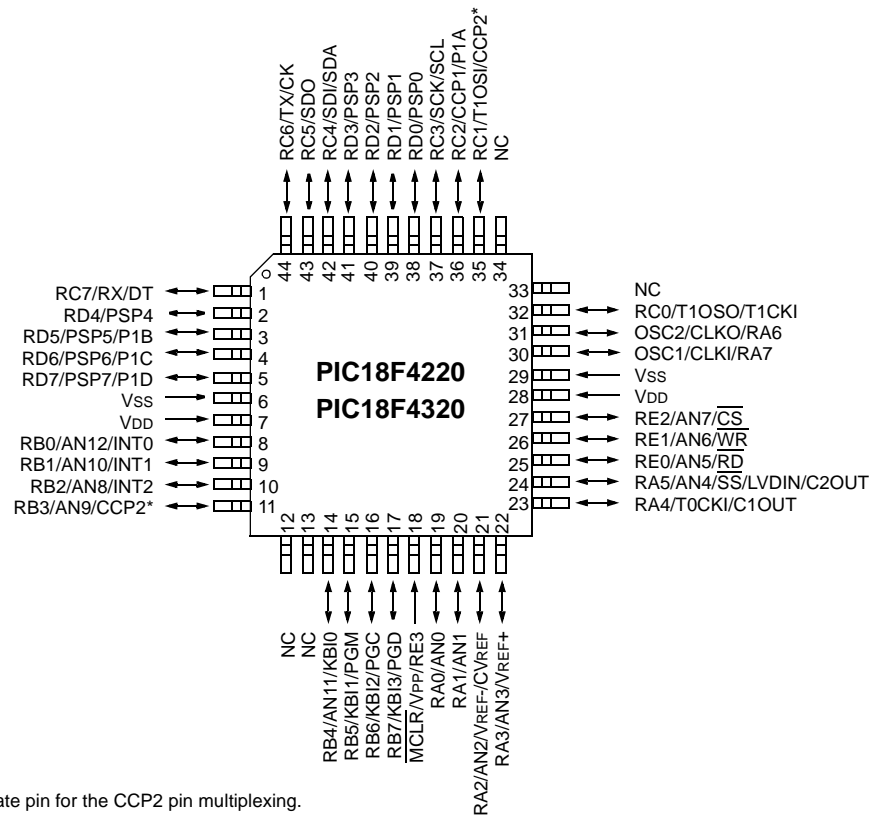 RC6/TX/CK
RC5/SDO
RC4/SDI/SDA
RD3/PSP3
RD2/PSP2
RD1/PSP1
RD0/PSP0
RC3/SCK/SCL
RC2/CCP1/P1A
RC1/T1OSI/CCP2*
NC
44
43
42
41
40
39
38
37
36
35
34
RC7/RX/DT 1
RD4/PSP4 2
RD5/PSP5/P1B 3
RD6/PSP6/P1C 4
RD7/PSP7/P1D 5
VSS 6
VDD 7
RB0/AN12/INT0 8
RB1/AN10/INT1 9
RB2/AN8/INT2 10
RB3/AN9/CCP2* 11
PIC18F4220
PIC18F4320
33 NC
32 RC0/T1OSO/T1CKI
31 OSC2/CLKO/RA6
30 OSC1/CLKI/RA7
29 VSS
28 VDD
27 RE2/AN7/CS
26 RE1/AN6/WR
25 RE0/AN5/RD
24 RA5/AN4/SS/LVDIN/C2OUT
23 RA4/T0CKI/C1OUT
12
13
14
15
16
17
18
19
20
21
22
NC
NC
RB4/AN11/KBI0
RB5/KBI1/PGM
RB6/KBI2/PGC
RB7/KBI3/PGD
MCLR/VPP/RE3
RA0/AN0
RA1/AN1
RA2/AN2/VREF-/CVREF
RA3/AN3/VREF+
ate pin for the CCP2 pin multiplexing.